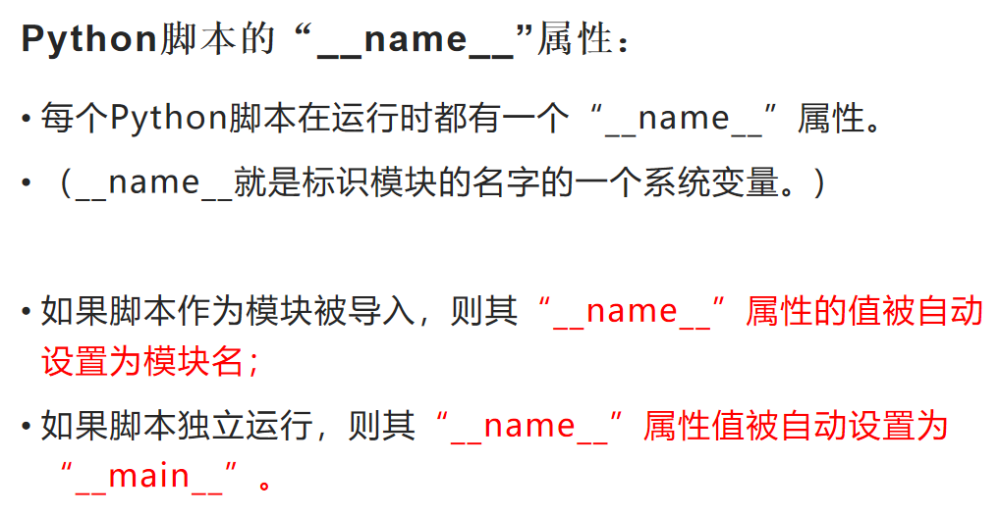 Python脚本的“__name__”属性：
• 每个Python脚本在运行时都有一个“__name__”属性。
• （__name__就是标识模块的名字的一个系统变量。）
• 如果脚本作为模块被导入，则其“__name__”属性的值被自动
设置为模块名；
• 如果脚本独立运行，则其“__name__”属性值被自动设置为
“__main__”。